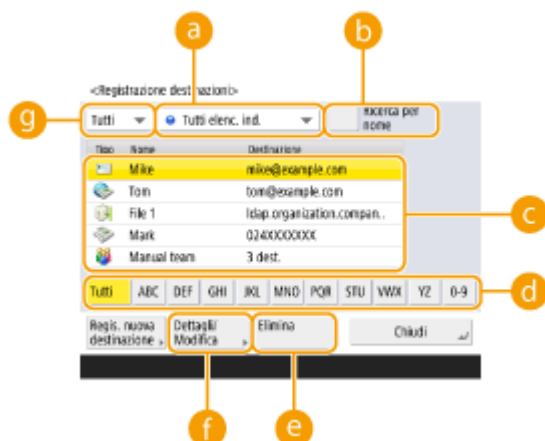 a
b
<Registrazione destinazioni>
g
Tutti
Tutti elenc. ind.
Ricerca per
nome
Tipo Nome Destinazione
Mike mike@example.com
Tom tom@example.com
File 1 ldap.organization.compan..
c
Mark 024XXXXXXX
Manual team 3 dest.
Tutti ABC DEF GHI JKL MNO PQR STU VWX YZ 0-9
d
Regis. nuova
destinazione
Dettagli/
Modifica
Elimina
Chiudi
f
e